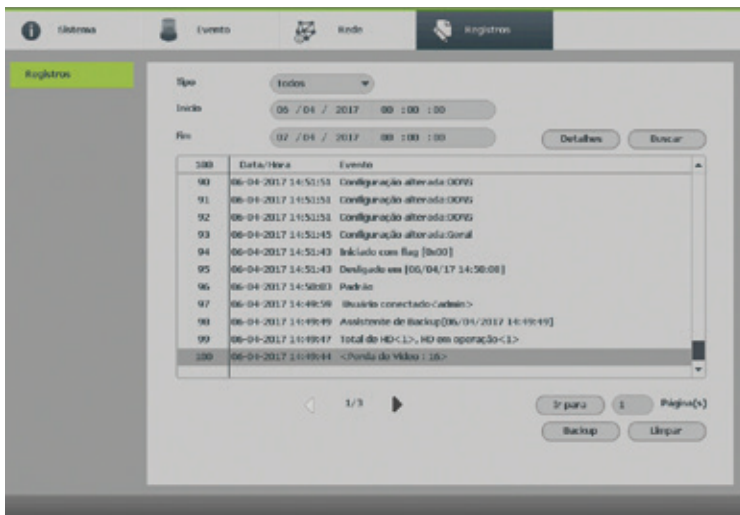 Sistema Evento Rede Registros
Registros
Tipo Todos
Início 06 /04 / 2017 00 :00 :00
Fim 07 /04 / 2017 00 :00 :00 Detalhes Buscar
100 Data/Hora Evento
90 06-04-2017 14:51:51 Configuração alterada:DDNS
91 06-04-2017 14:51:51 Configuração alterada:DDNS
92 06-04-2017 14:51:51 Configuração alterada:DDNS
93 06-04-2017 14:51:45 Configuração alterada:Geral
94 06-04-2017 14:51:43 Iniciado com flag [0x00]
95 06-04-2017 14:51:43 Desligado em [06/04/17 14:50:08]
96 06-04-2017 14:50:03 Padrão
97 06-04-2017 14:49:59 Usuário conectado<admin>
98 06-04-2017 14:49:49 Assistente de Backup[06/04/2017 14:49:49]
99 06-04-2017 14:49:47 Total de HD<1>, HD em operação<1>
100 06-04-2017 14:49:44 <Perda de Vídeo : 16>
1/3 Ir para 1 Página(s)
Backup Limpar